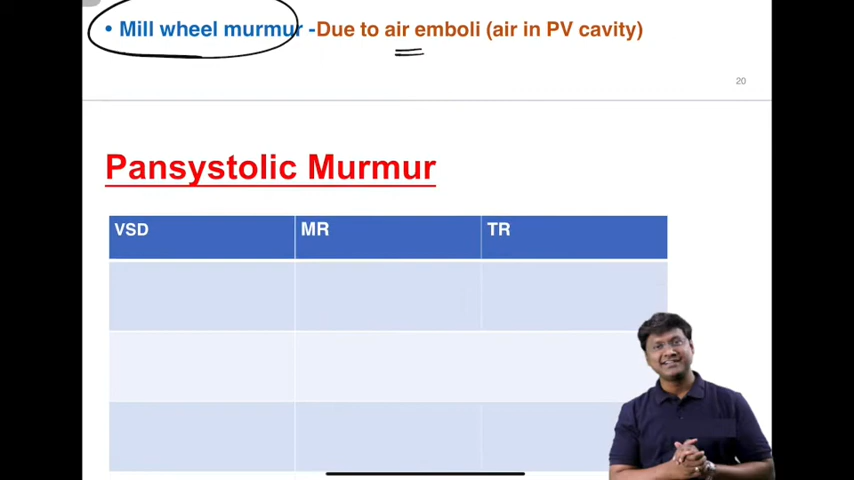 • Mill wheel murmur -Due to air emboli (air in PV cavity)
20
Pansystolic Murmur
VSD MR TR